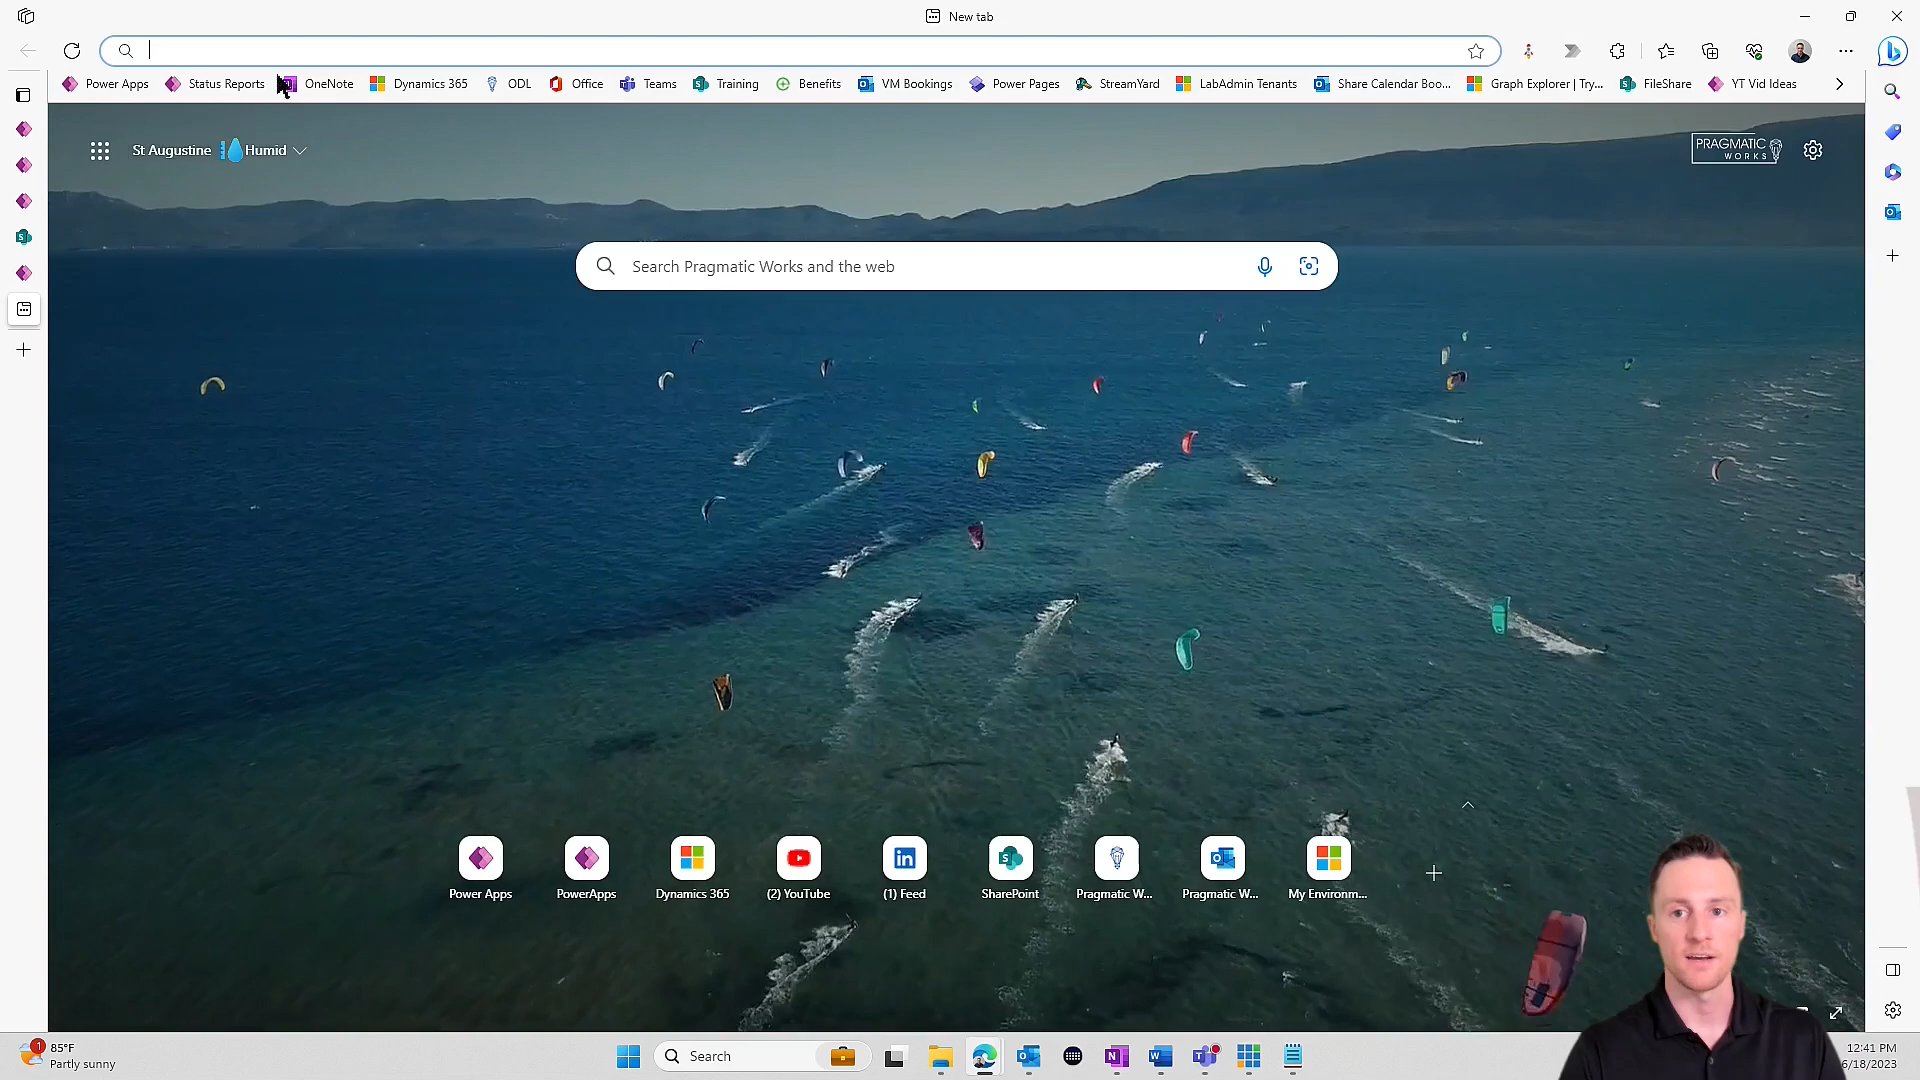 New tab
Power Apps
Status Reports
OneNote
Dynamics 365
ODL
Office
Teams
Training
Benefits
VM Bookings
Power Pages
StreamYard
LabAdmin Tenants
Share Calendar Boo...
Graph Explorer | Try...
FileShare
YT Vid Ideas
St Augustine
Humid
PRAGMATIC
WORKS
Search Pragmatic Works and the web
Power Apps
PowerApps
Dynamics 365
(2) YouTube
(1) Feed
SharePoint
Pragmatic W...
Pragmatic W...
My Environm...
1
85°F
Partly sunny
Search
12:41 PM
6/18/2023